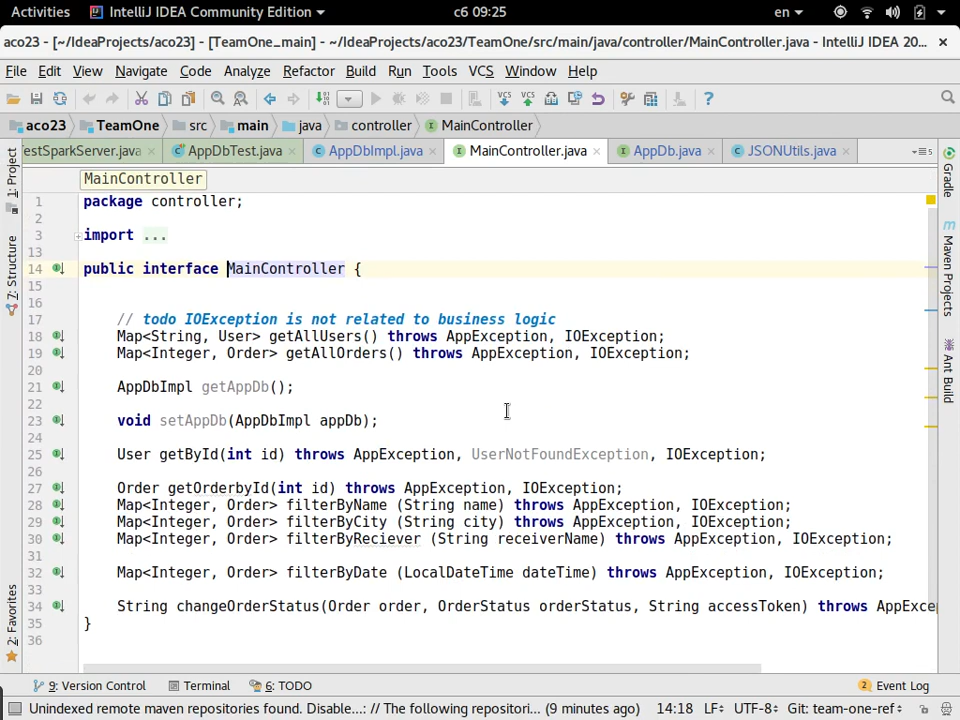 Activities IntelliJ IDEA Community Edition сб 09:25 en
aco23 - [~/IdeaProjects/aco23] - [TeamOne_main] - ~/IdeaProjects/aco23/TeamOne/src/main/java/controller/MainController.java - IntelliJ IDEA 20...
File Edit View Navigate Code Analyze Refactor Build Run Tools VCS Window Help
aco23 TeamOne src main java controller MainController
TestSparkServer.java AppDbTest.java AppDbImpl.java MainController.java AppDb.java JSONUtils.java
MainController
1 package controller;
2
3 import ...
13
14 public interface MainController {
15
16
17 // todo IOException is not related to business logic
18 Map<String, User> getAllUsers() throws AppException, IOException;
19 Map<Integer, Order> getAllOrders() throws AppException, IOException;
20
21 AppDbImpl getAppDb();
22
23 void setAppDb(AppDbImpl appDb);
24
25 User getById(int id) throws AppException, UserNotFoundException, IOException;
26
27 Order getOrderbyId(int id) throws AppException, IOException;
28 Map<Integer, Order> filterByName (String name) throws AppException, IOException;
29 Map<Integer, Order> filterByCity (String city) throws AppException, IOException;
30 Map<Integer, Order> filterByReciever (String receiverName) throws AppException, IOException;
31
32 Map<Integer, Order> filterByDate (LocalDateTime dateTime) throws AppException, IOException;
33
34 String changeOrderStatus(Order order, OrderStatus orderStatus, String accessToken) throws AppExce
35 }
36
1: Project
7: Structure
2: Favorites
Gradle
Maven Projects
Ant Build
9: Version Control Terminal 6: TODO 2 Event Log
Unindexed remote maven repositories found. Disable...: // The following repositori... (9 minutes ago) 14:18 LF UTF-8 Git: team-one-ref